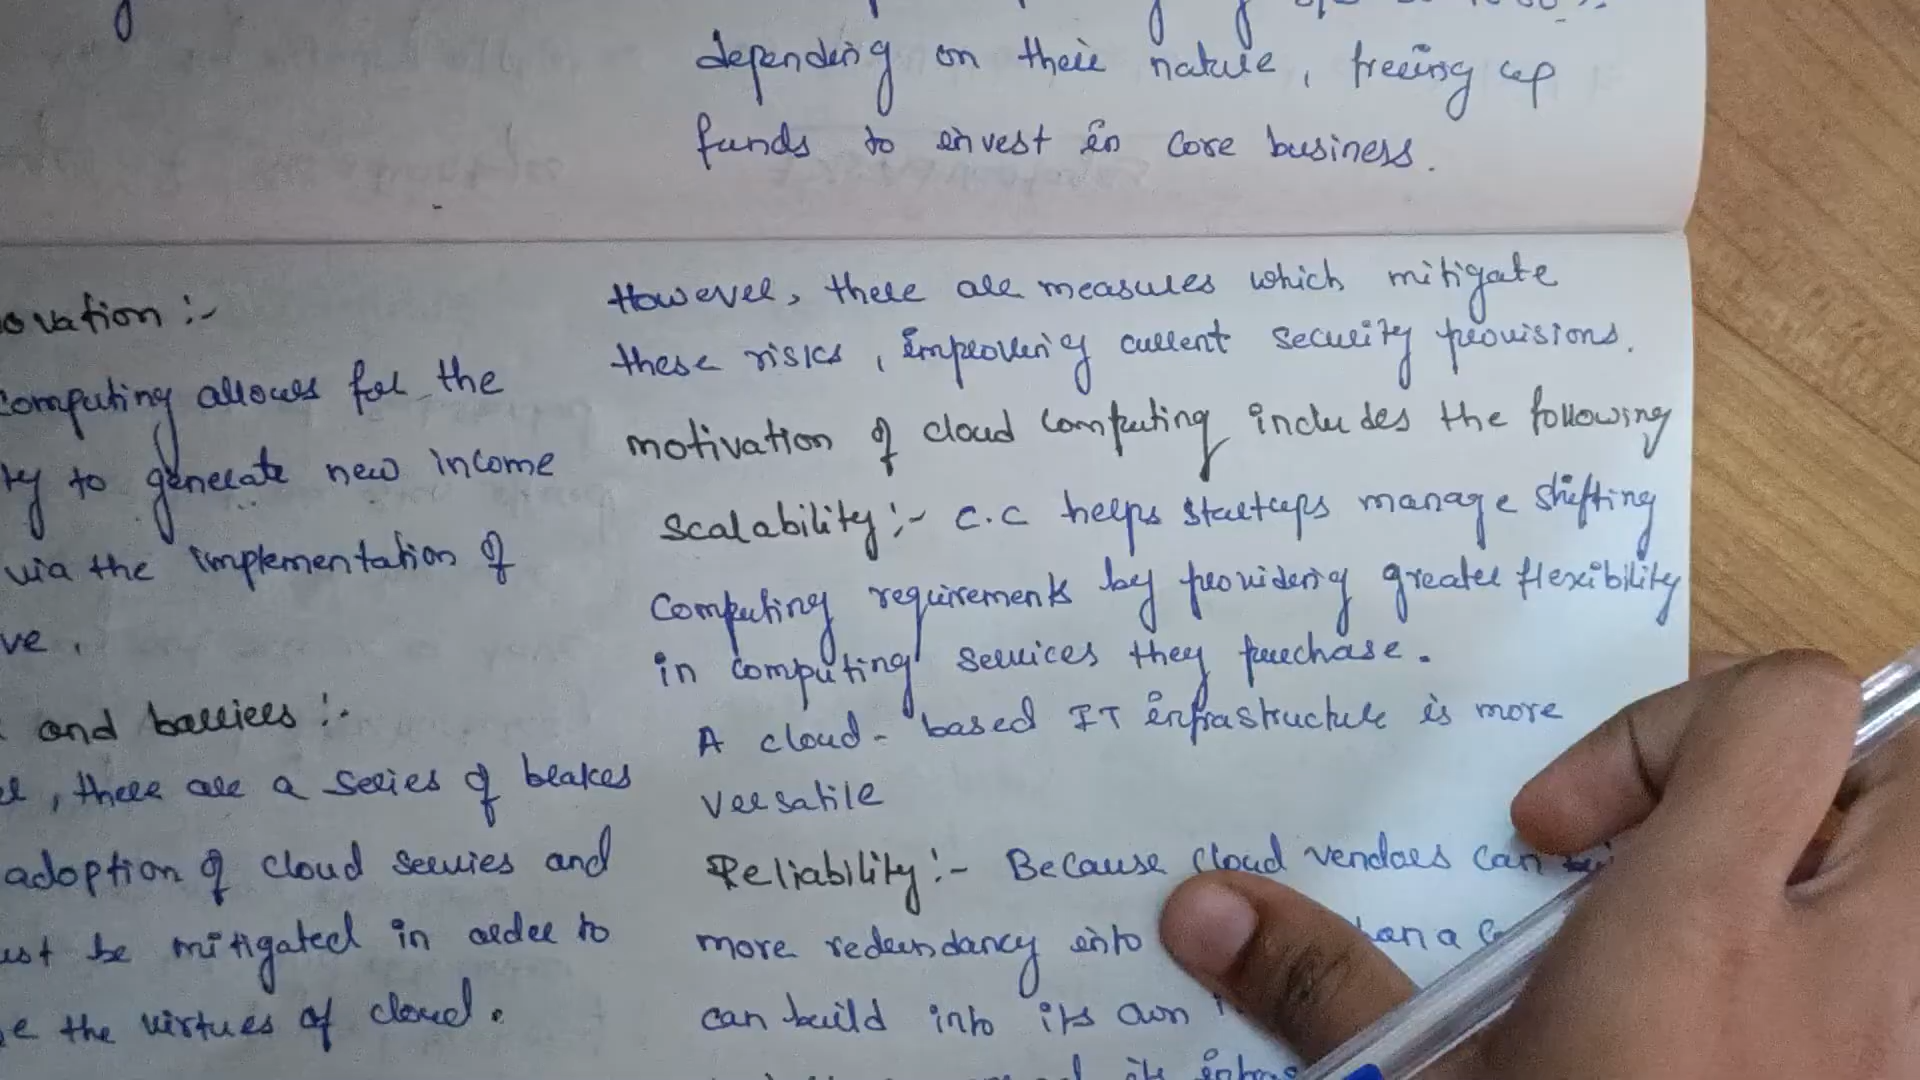 depending on their nature, freeing up
funds to invest in core business.
ovation :-
computing allows for the
ty to generate new income
via the implementation of
ve.
and barriers :-
, there are a series of brakes
adoption of cloud servies and
ust be mitigated in order to
e the virtues of cloud.
However, there are measures which mitigate
these risks, improving current security provisions.
motivation of cloud computing includes the following
Scalability :- C.C helps startups manage shifting
Computing requirements by providing greater flexibility
in computing services they purchase.
A cloud-based IT infrastructure is more
versatile
Reliability :- Because cloud vendors can
more redundancy into
can build into its own
its